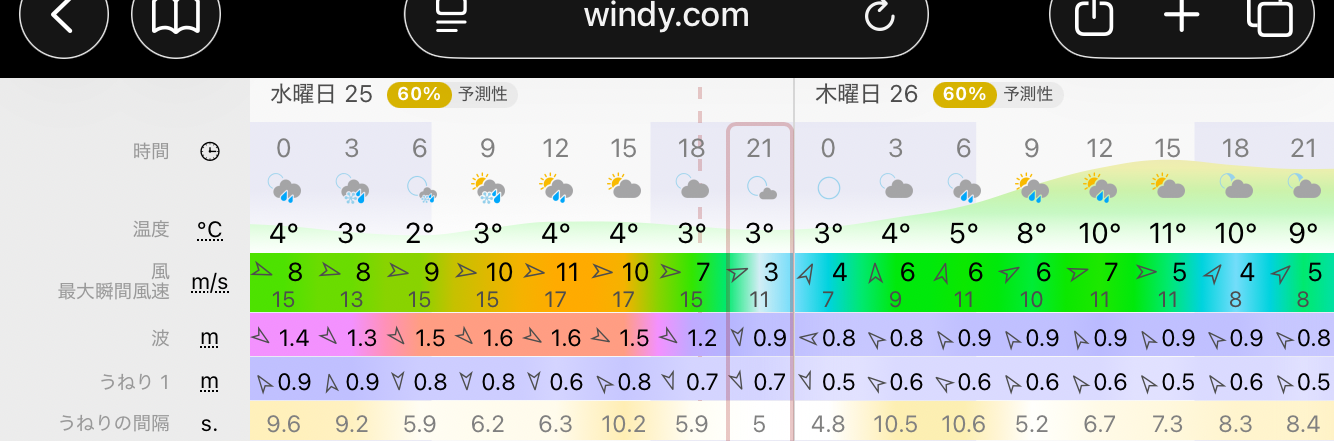 windy.com
水曜日 25 60% 予測性 木曜日 26 60% 予測性
時間 0 3 6 9 12 15 18 21 0 3 6 9 12 15 18 21
温度 °C 4° 3° 2° 3° 4° 4° 3° 3° 3° 4° 5° 8° 10° 11° 10° 9°
風 m/s 8 8 9 10 11 10 7 3 4 6 6 6 7 5 4 5
最大瞬間風速 15 13 15 15 17 17 15 11 7 9 11 10 11 11 8 8
波 m 1.4 1.3 1.5 1.6 1.6 1.5 1.2 0.9 0.8 0.8 0.9 0.9 0.9 0.9 0.9 0.8
うねり 1 m 0.9 0.9 0.8 0.8 0.6 0.8 0.7 0.7 0.5 0.6 0.6 0.6 0.6 0.5 0.6 0.5
うねりの間隔 s. 9.6 9.2 5.9 6.2 6.3 10.2 5.9 5 4.8 10.5 10.6 5.2 6.7 7.3 8.3 8.4